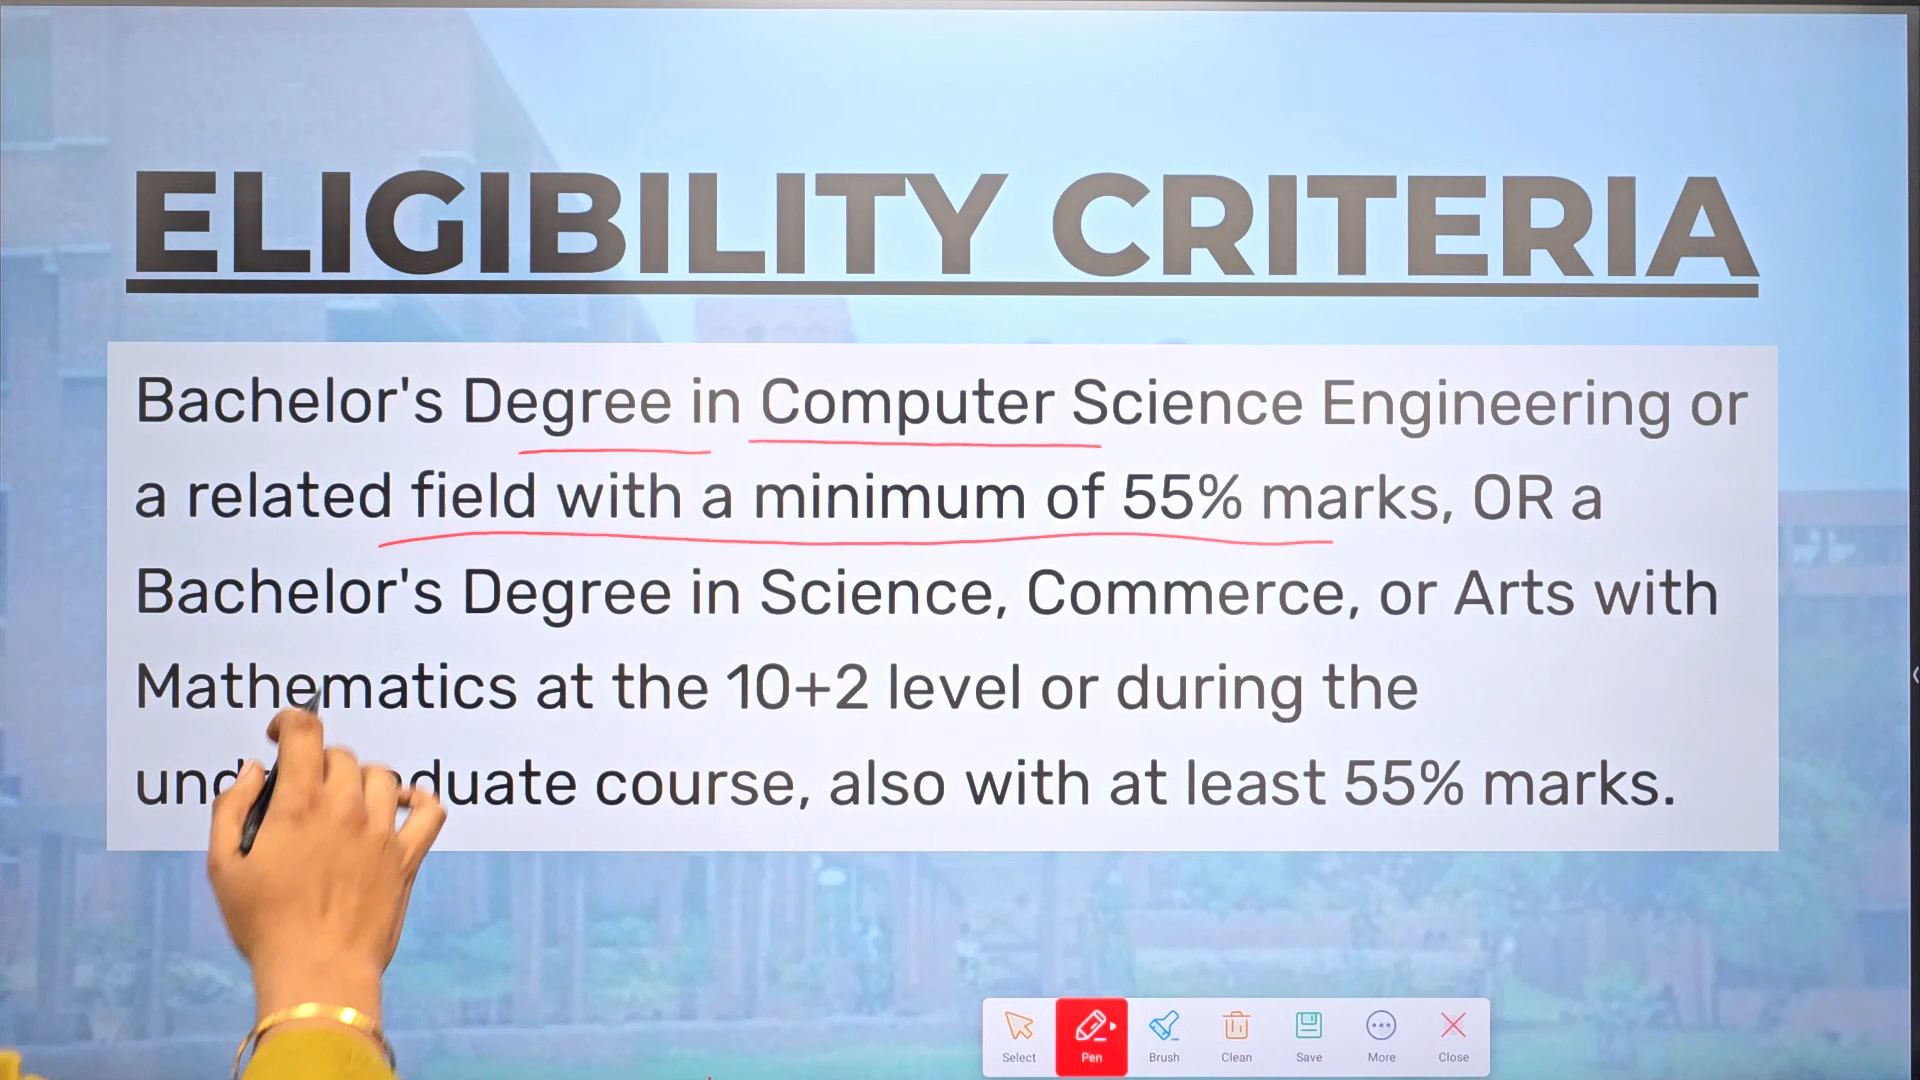 ELIGIBILITY CRITERIA
Bachelor's Degree in Computer Science Engineering or
a related field with a minimum of 55% marks, OR a
Bachelor's Degree in Science, Commerce, or Arts with
Mathematics at the 10+2 level or during the
course, also with at least 55% marks.
Select Pen Brush Clean Save More Close